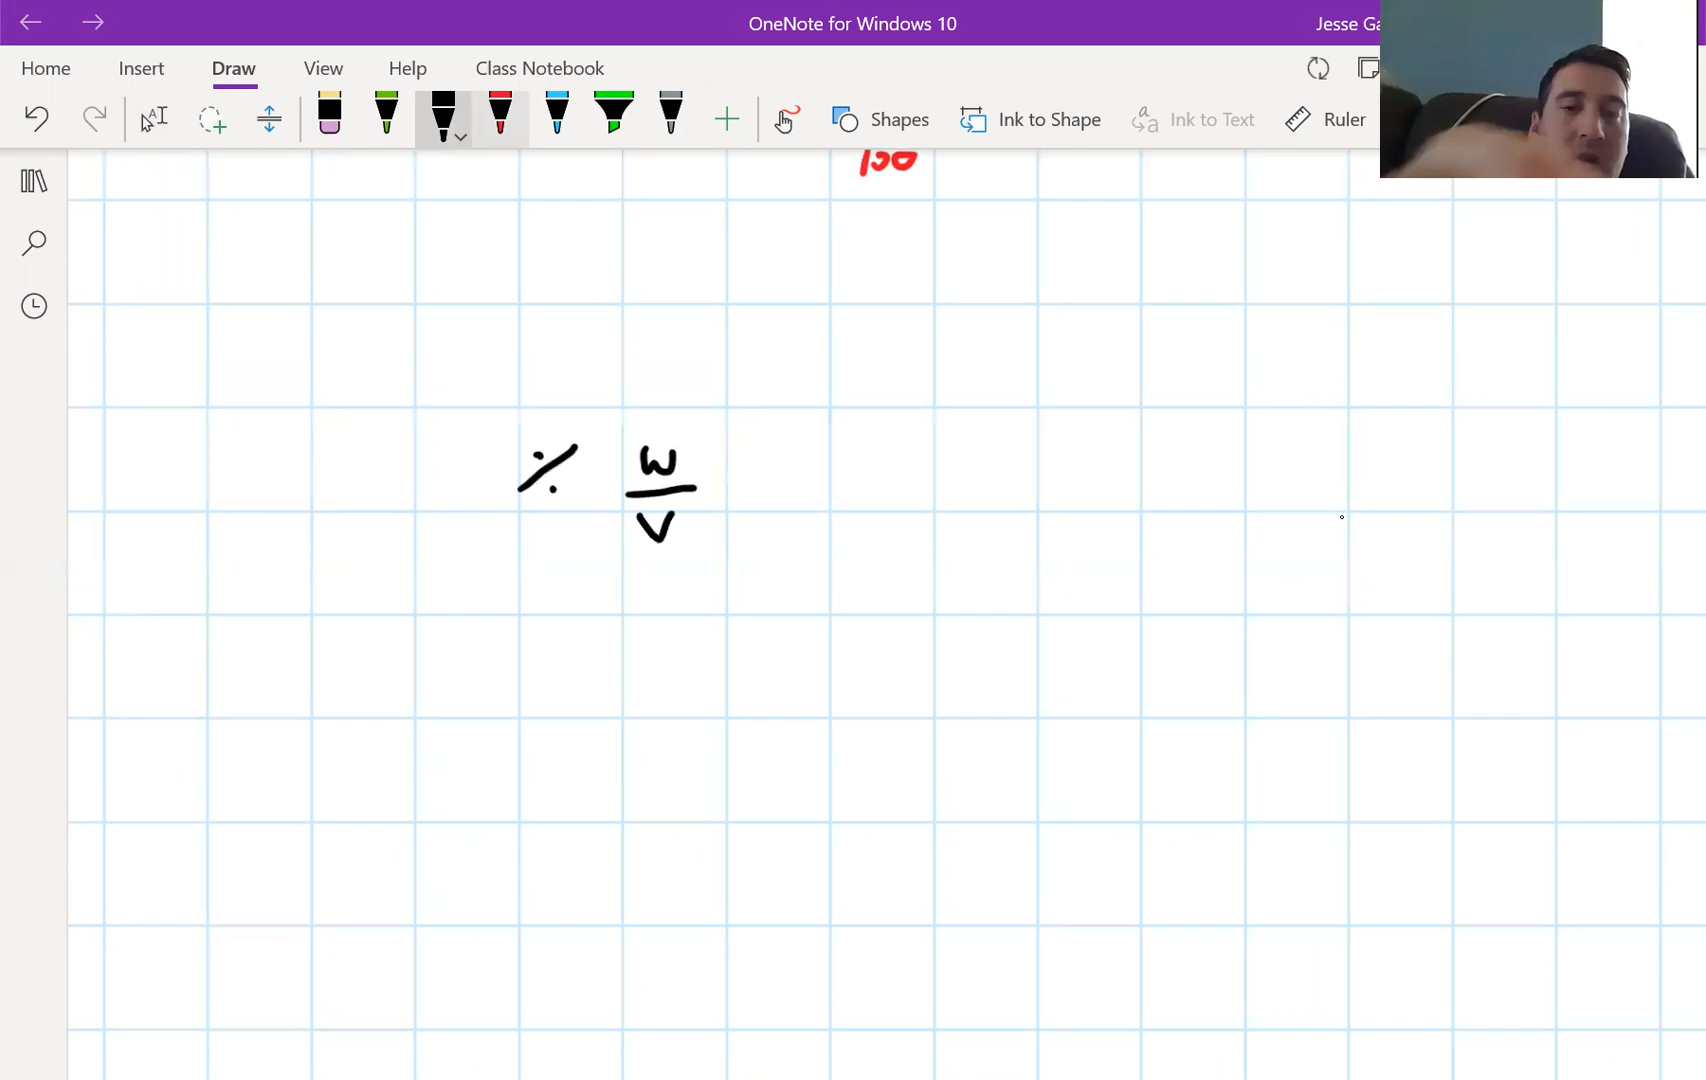 OneNote for Windows 10
Jesse Ga
Home Insert Draw View Help Class Notebook
Shapes Ink to Shape Ink to Text Ruler
% W
V